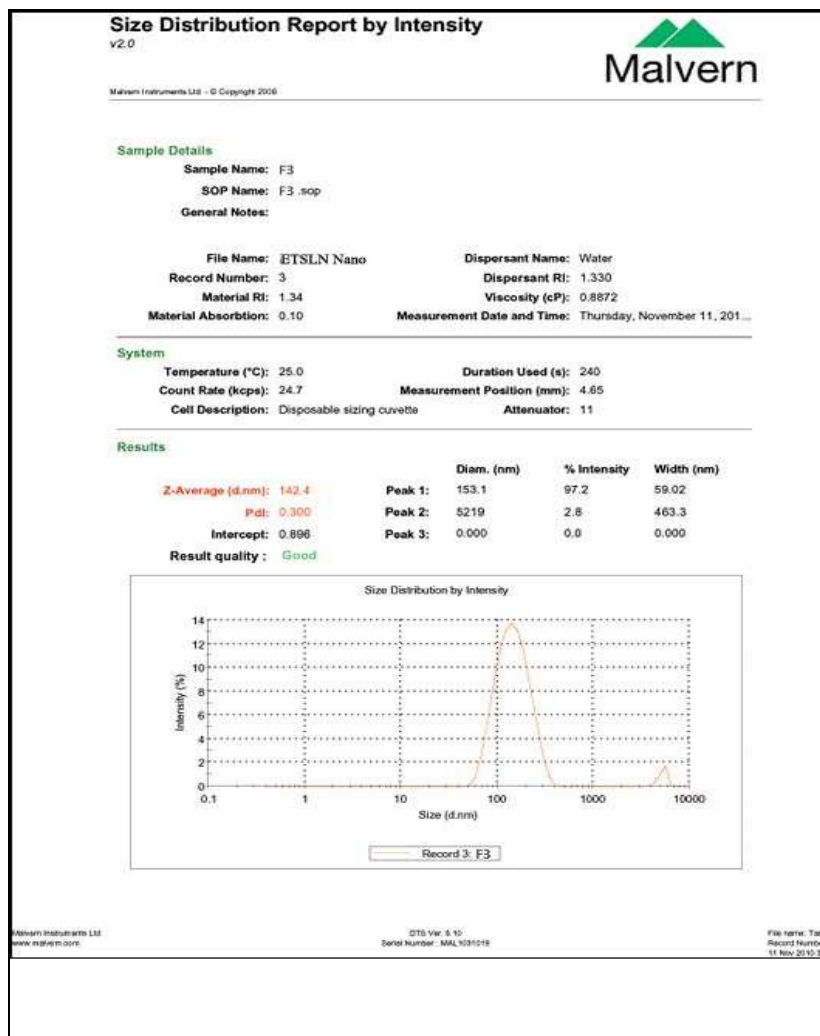 Size Distribution Report by Intensity
v2.0
Malvern
Malvern Instruments Ltd - © Copyright 2008
Sample Details
Sample Name: F3
SOP Name: F3 .sop
General Notes:
File Name: ETSLN Nano Dispersant Name: Water
Record Number: 3 Dispersant RI: 1.330
Material RI: 1.34 Viscosity (cP): 0.8872
Material Absorbtion: 0.10 Measurement Date and Time: Thursday, November 11, 201...
System
Temperature (°C): 25.0 Duration Used (s): 240
Count Rate (kcps): 24.7 Measurement Position (mm): 4.65
Cell Description: Disposable sizing cuvette Attenuator: 11
Results
Diam. (nm) % Intensity Width (nm)
Z-Average (d.nm): 142.4 Peak 1: 153.1 97.2 59.02
PdI: 0.300 Peak 2: 5219 2.8 463.3
Intercept: 0.896 Peak 3: 0.000 0.0 0.000
Result quality : Good
Size Distribution by Intensity
Intensity (%)
14
12
10
8
6
4
2
0
0.1 1 10 100 1000 10000
Size (d.nm)
Record 3: F3
Malvern Instruments Ltd
www.malvern.com
DTS Ver. 5.10
Serial Number : MAL1031019
File name: Ta
Record Numb
11 Nov 2010